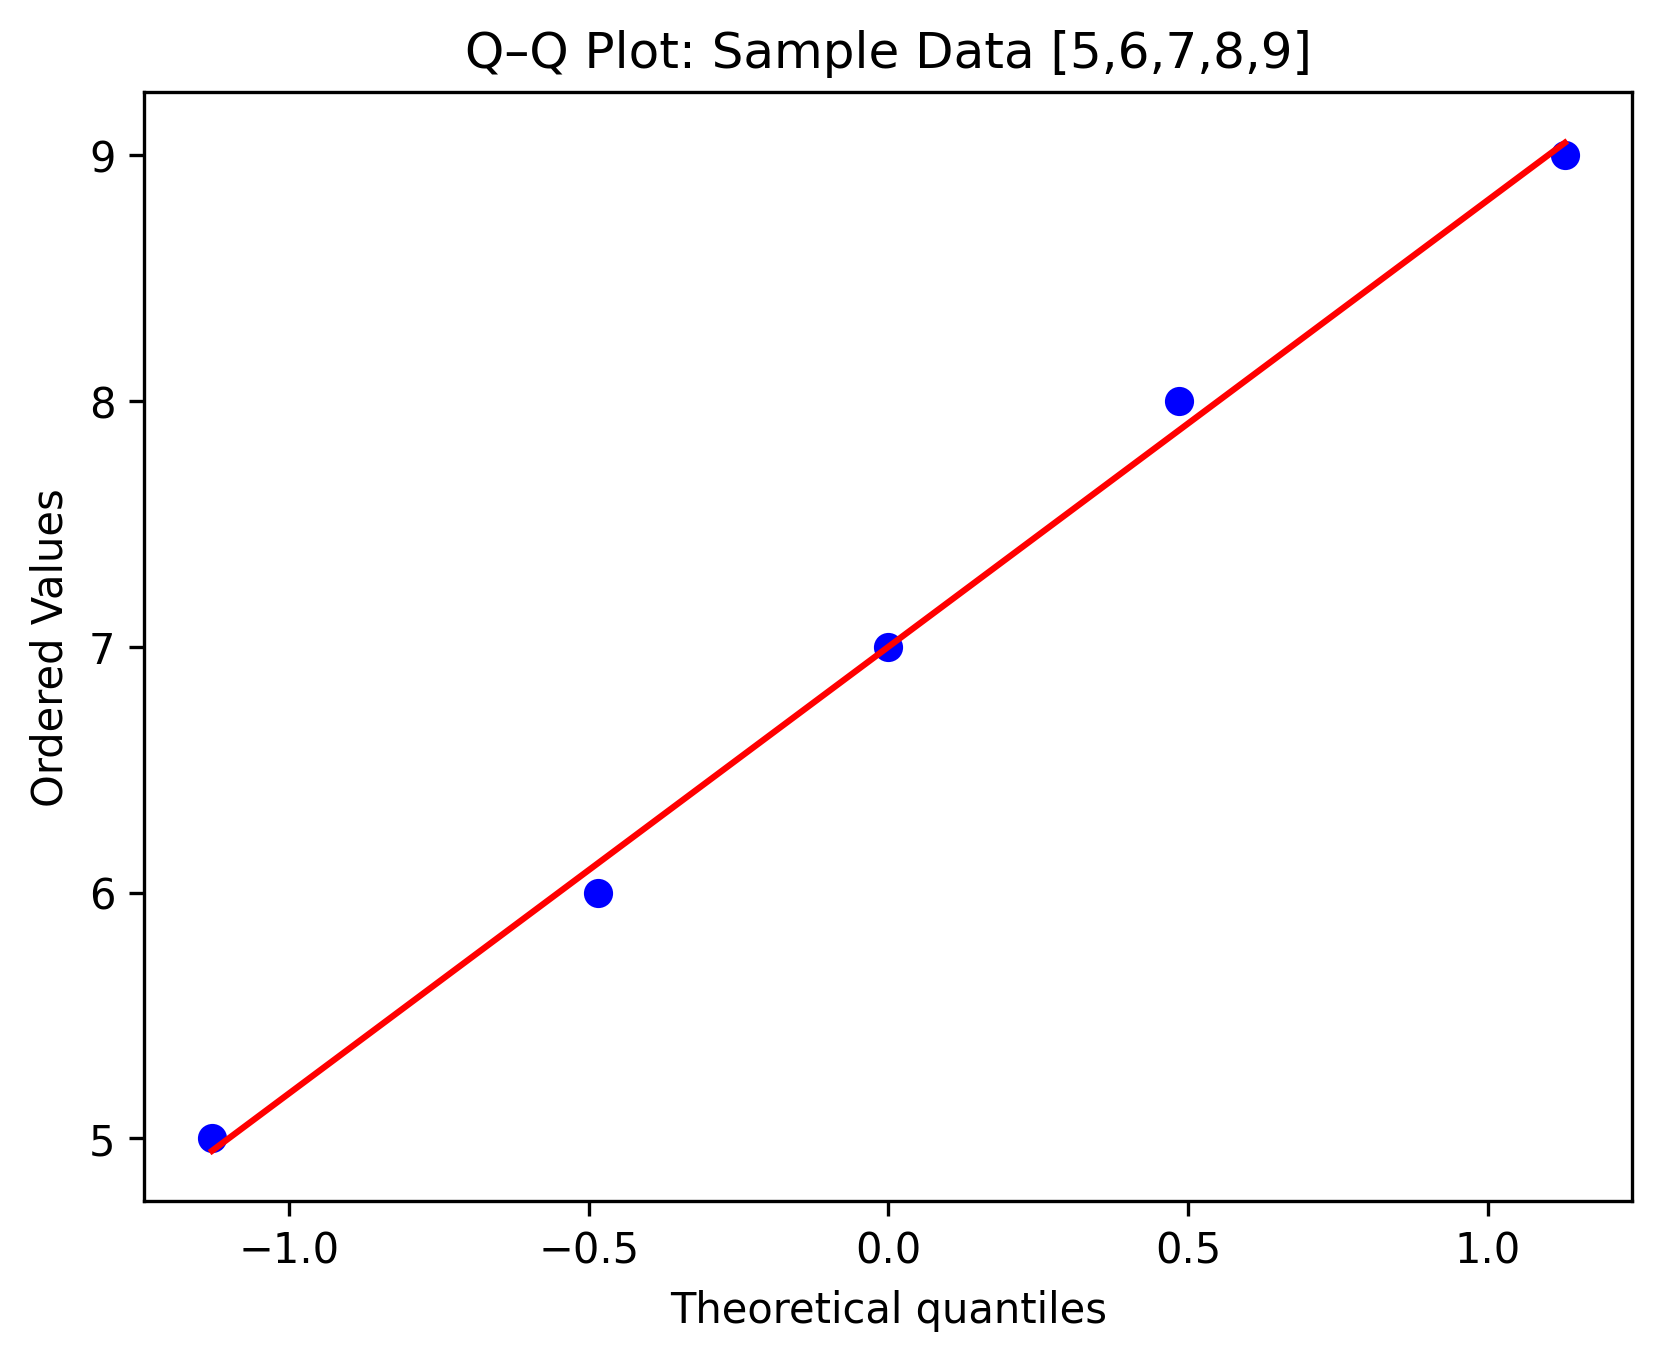 Q–Q Plot: Sample Data [5,6,7,8,9]
9
8
7
6
5
Ordered Values
−1.0 −0.5 0.0 0.5 1.0
Theoretical quantiles